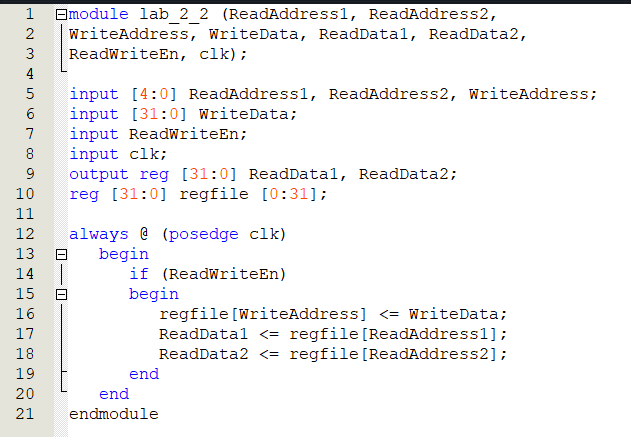 1 module lab_2_2 (ReadAddress1, ReadAddress2,
2 WriteAddress, WriteData, ReadData1, ReadData2,
3 ReadWriteEn, clk);
4
5 input [4:0] ReadAddress1, ReadAddress2, WriteAddress;
6 input [31:0] WriteData;
7 input ReadWriteEn;
8 input clk;
9 output reg [31:0] ReadData1, ReadData2;
10 reg [31:0] regfile [0:31];
11
12 always @ (posedge clk)
13 begin
14 if (ReadWriteEn)
15 begin
16 regfile[WriteAddress] <= WriteData;
17 ReadData1 <= regfile[ReadAddress1];
18 ReadData2 <= regfile[ReadAddress2];
19 end
20 end
21 endmodule